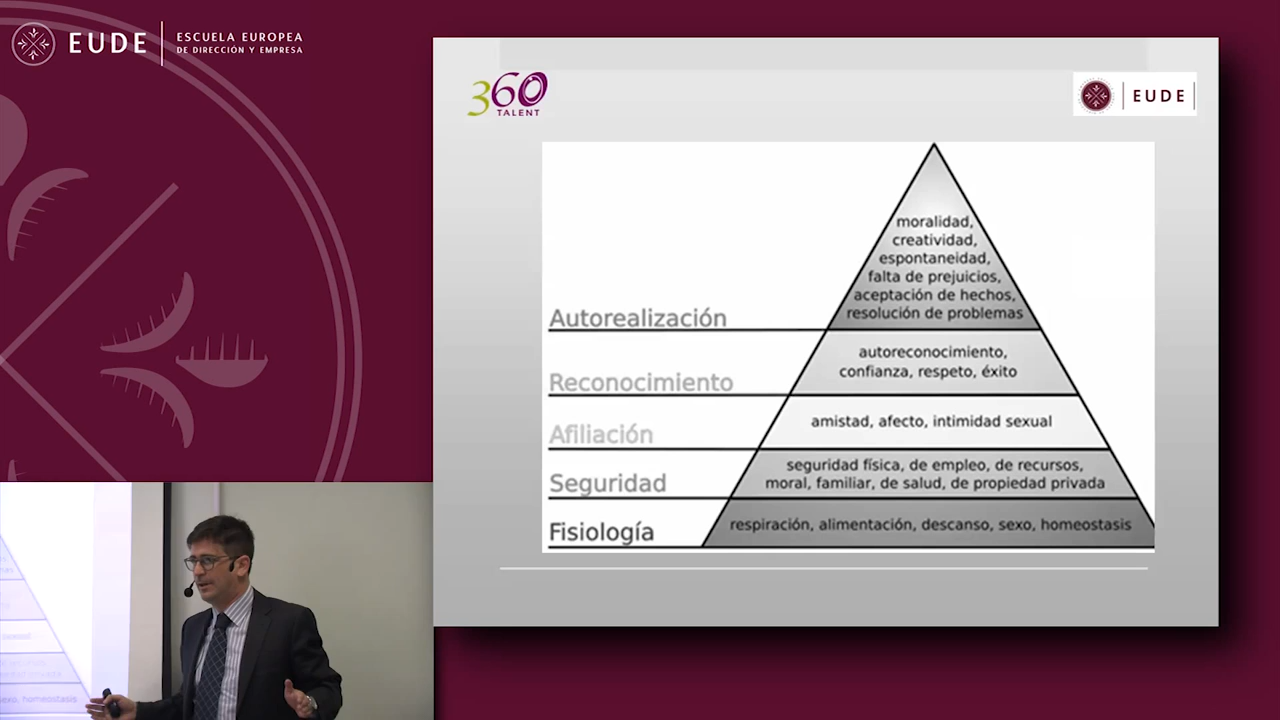 EUDE
ESCUELA EUROPEA
DE DIRECCIÓN Y EMPRESA
360
TALENT
EUDE
moralidad,
creatividad,
espontaneidad,
falta de prejuicios,
aceptación de hechos,
resolución de problemas
Autorealización
autoreconocimiento,
confianza, respeto, éxito
Reconocimiento
amistad, afecto, intimidad sexual
Afiliación
seguridad física, de empleo, de recursos,
moral, familiar, de salud, de propiedad privada
Seguridad
respiración, alimentación, descanso, sexo, homeostasis
Fisiología
sexo, homeostasis